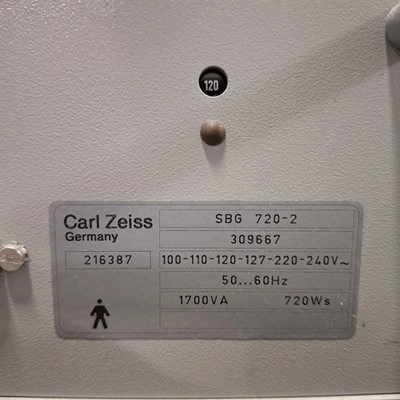 120
Carl Zeiss
Germany
216387
SBG 720-2
309667
100-110-120-127-220-240V~
50...60Hz
1700VA 720Ws